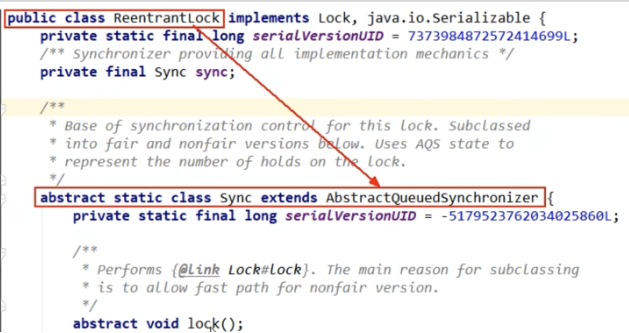 public class ReentrantLock implements Lock, java.io.Serializable {
private static final long serialVersionUID = 7373984872572414699L;
/** Synchronizer providing all implementation mechanics */
private final Sync sync;
/**
* Base of synchronization control for this lock. Subclassed
* into fair and nonfair versions below. Uses AQS state to
* represent the number of holds on the lock.
*/
abstract static class Sync extends AbstractQueuedSynchronizer {
private static final long serialVersionUID = -5179523762034025860L;
/**
* Performs {@link Lock#lock}. The main reason for subclassing
* is to allow fast path for nonfair version.
*/
abstract void lock();